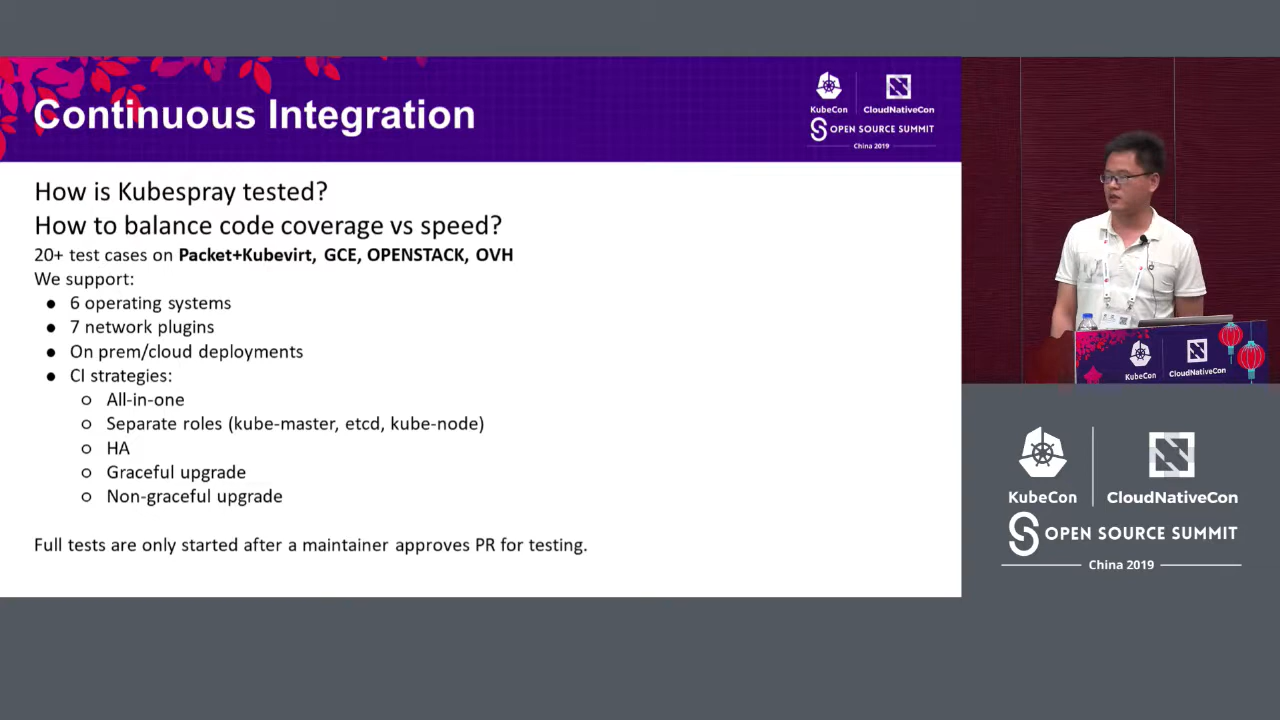 Continuous Integration
KubeCon
CloudNativeCon
OPEN SOURCE SUMMIT
China 2019
How is Kubespray tested?
How to balance code coverage vs speed?
20+ test cases on Packet+Kubevirt, GCE, OPENSTACK, OVH
We support:
● 6 operating systems
● 7 network plugins
● On prem/cloud deployments
● CI strategies:
○ All-in-one
○ Separate roles (kube-master, etcd, kube-node)
○ HA
○ Graceful upgrade
○ Non-graceful upgrade
Full tests are only started after a maintainer approves PR for testing.
KubeCon
CloudNativeCon
KubeCon
CloudNativeCon
OPEN SOURCE SUMMIT
China 2019